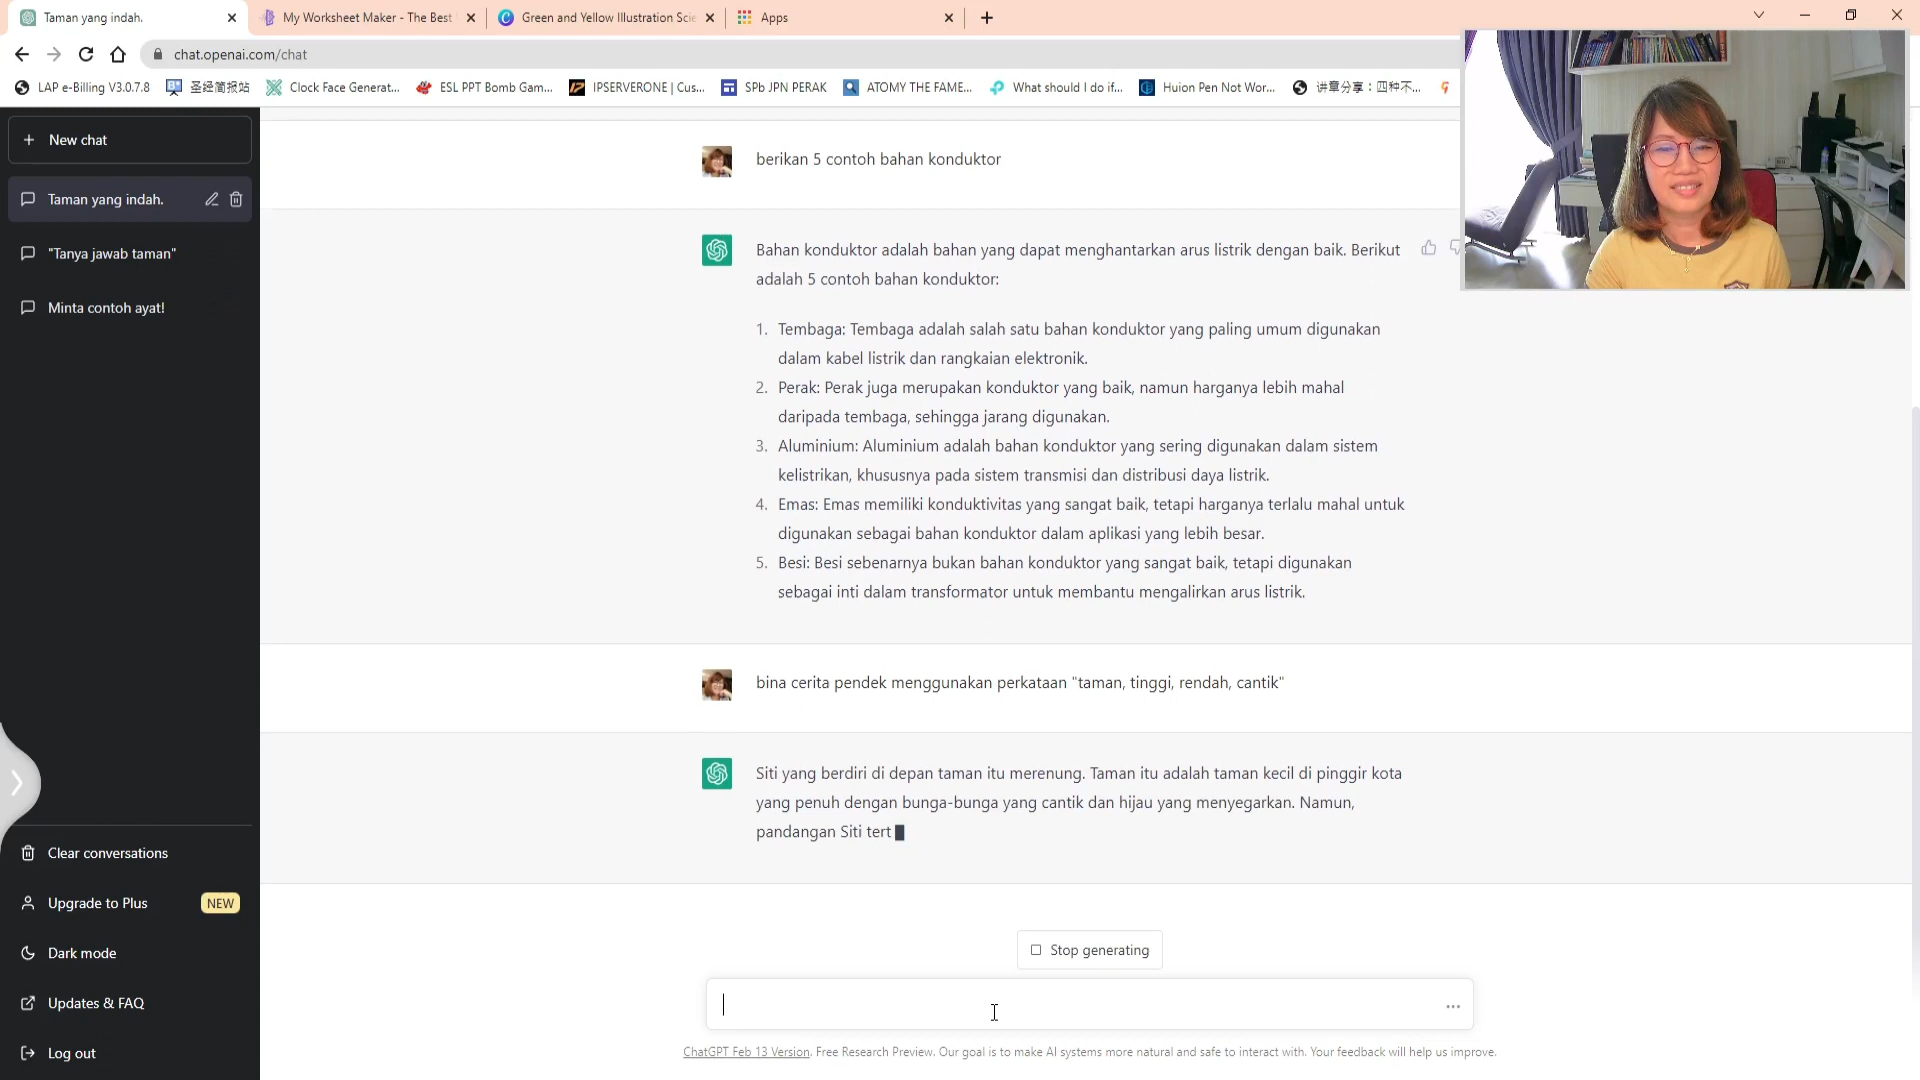 Taman yang indah.
My Worksheet Maker - The Best
Green and Yellow Illustration Scie
Apps
chat.openai.com/chat
LAP e-Billing V3.0.7.8
圣经简报站
Clock Face Generat...
ESL PPT Bomb Gam...
IPSERVERONE | Cus...
SPb JPN PERAK
ATOMY THE FAME...
What should I do if...
Huion Pen Not Wor...
讲章分享：四种不...
New chat
Taman yang indah.
"Tanya jawab taman"
Minta contoh ayat!
berikan 5 contoh bahan konduktor
Bahan konduktor adalah bahan yang dapat menghantarkan arus listrik dengan baik. Berikut
adalah 5 contoh bahan konduktor:
1. Tembaga: Tembaga adalah salah satu bahan konduktor yang paling umum digunakan
dalam kabel listrik dan rangkaian elektronik.
2. Perak: Perak juga merupakan konduktor yang baik, namun harganya lebih mahal
daripada tembaga, sehingga jarang digunakan.
3. Aluminium: Aluminium adalah bahan konduktor yang sering digunakan dalam sistem
kelistrikan, khususnya pada sistem transmisi dan distribusi daya listrik.
4. Emas: Emas memiliki konduktivitas yang sangat baik, tetapi harganya terlalu mahal untuk
digunakan sebagai bahan konduktor dalam aplikasi yang lebih besar.
5. Besi: Besi sebenarnya bukan bahan konduktor yang sangat baik, tetapi digunakan
sebagai inti dalam transformator untuk membantu mengalirkan arus listrik.
bina cerita pendek menggunakan perkataan "taman, tinggi, rendah, cantik"
Siti yang berdiri di depan taman itu merenung. Taman itu adalah taman kecil di pinggir kota
yang penuh dengan bunga-bunga yang cantik dan hijau yang menyegarkan. Namun,
pandangan Siti tert
Clear conversations
Upgrade to Plus
NEW
Dark mode
Updates & FAQ
Log out
Stop generating
ChatGPT Feb 13 Version. Free Research Preview. Our goal is to make AI systems more natural and safe to interact with. Your feedback will help us improve.